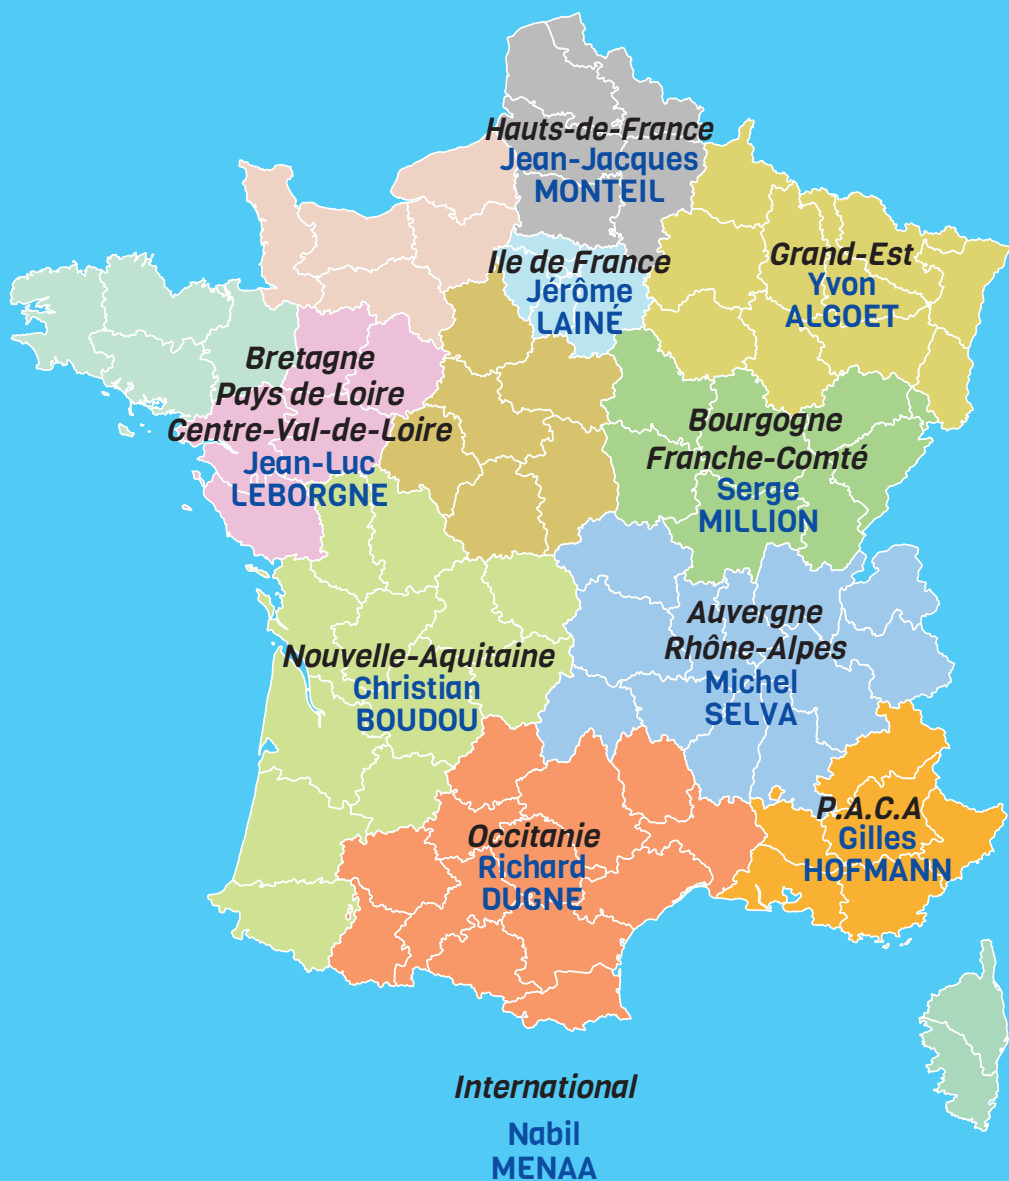 Hauts-de-France
Jean-Jacques
MONTEIL
Ile de France
Jérôme
LAINÉ
Grand-Est
Yvon
ALGOET
Bretagne
Pays de Loire
Centre-Val-de-Loire
Jean-Luc
LEBORGNE
Bourgogne
Franche-Comté
Serge
MILLION
Auvergne
Rhône-Alpes
Michel
SELVA
Nouvelle-Aquitaine
Christian
BOUDOU
P.A.C.A
Gilles
HOFMANN
Occitanie
Richard
DUGNE
International
Nabil
MENAA